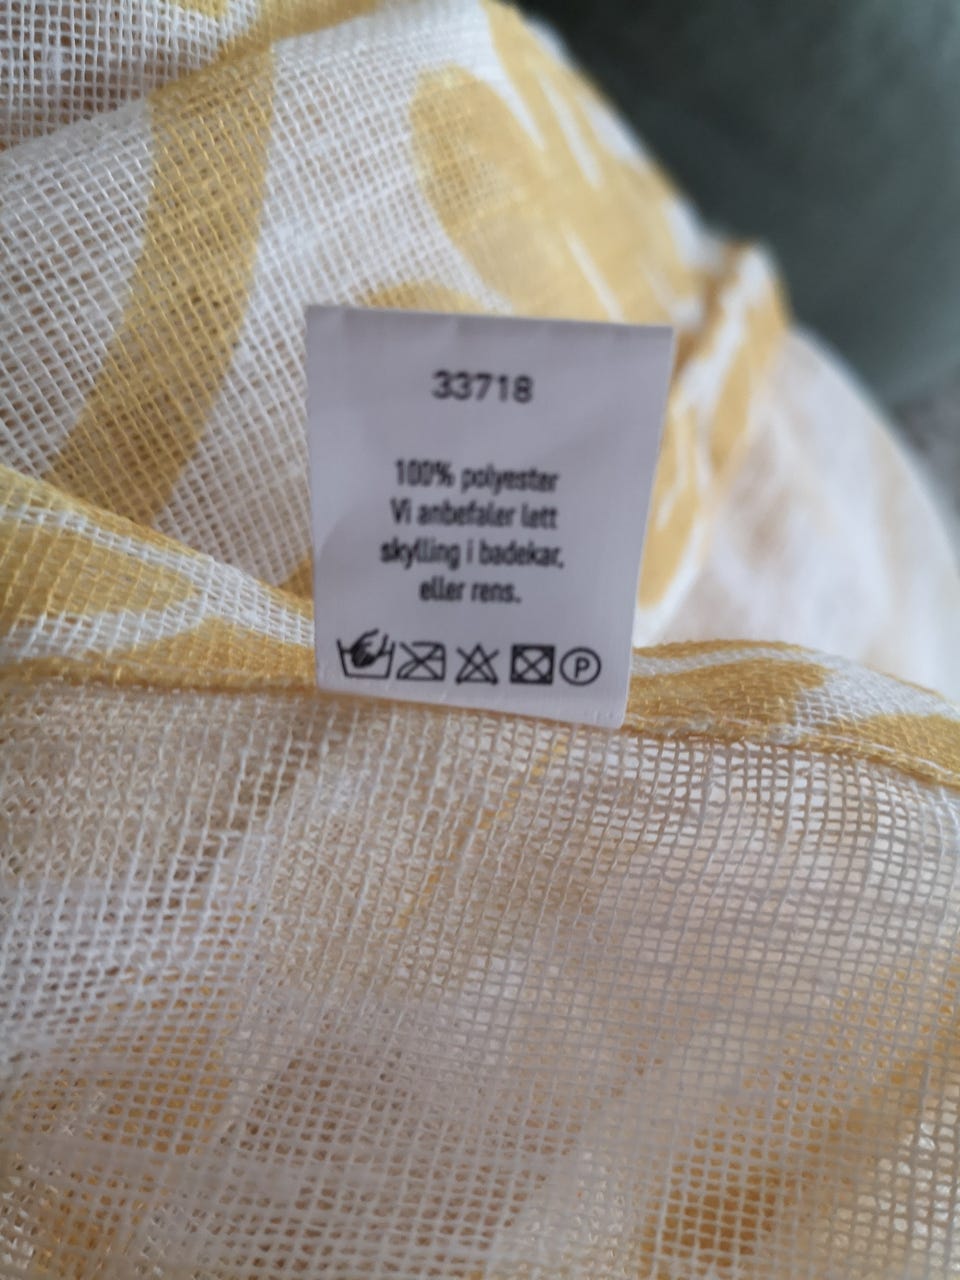 33718
100% polyester
Vi anbefaler lett
skylling i badekar,
eller rens.
P